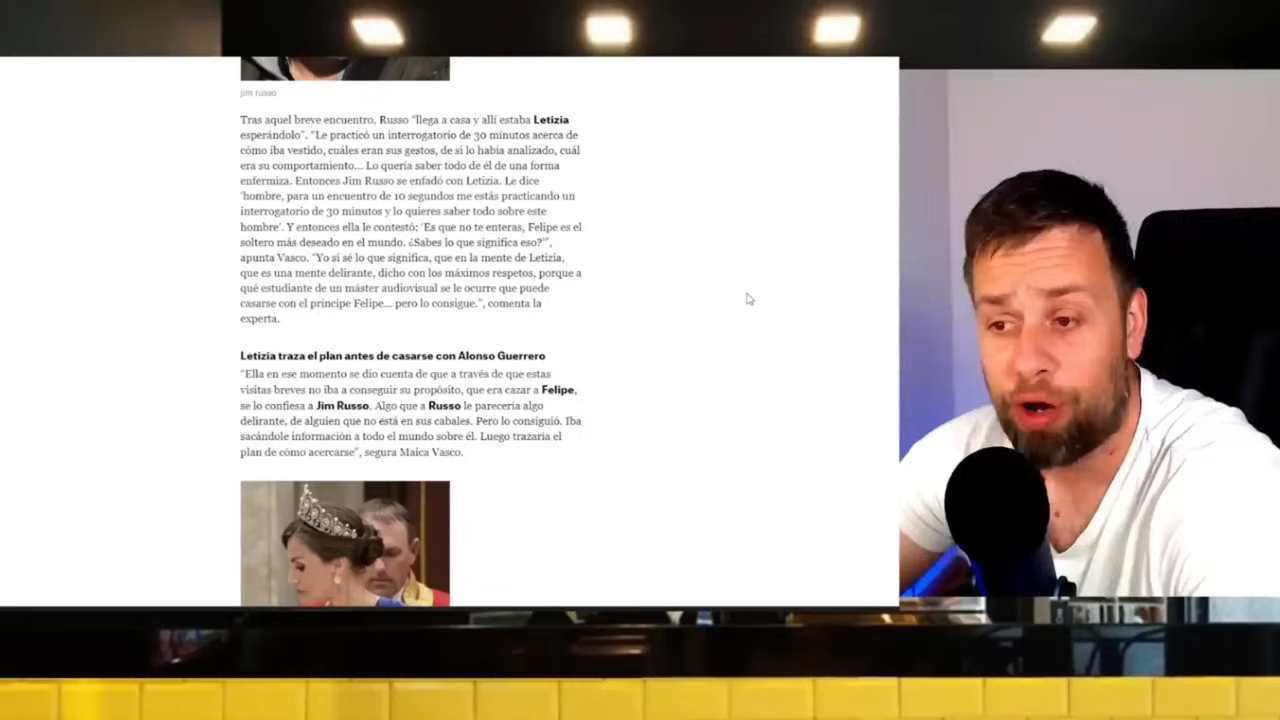 jim russo
Tras aquel breve encuentro, Russo "llega a casa y allí estaba Letizia
esperándolo". "Le practicó un interrogatorio de 30 minutos acerca de
cómo iba vestido, cuáles eran sus gestos, de si lo había analizado, cuál
era su comportamiento... Lo quería saber todo de él de una forma
enfermiza. Entonces Jim Russo se enfadó con Letizia. Le dice
'hombre, para un encuentro de 10 segundos me estás practicando un
interrogatorio de 30 minutos y lo quieres saber todo sobre este
hombre'. Y entonces ella le contestó: 'Es que no te enteras, Felipe es el
soltero más deseado en el mundo. ¿Sabes lo que significa eso?'",
apunta Vasco. "Yo si sé lo que significa, que en la mente de Letizia,
que es una mente delirante, dicho con los máximos respetos, porque a
qué estudiante de un máster audiovisual se le ocurre que puede
casarse con el príncipe Felipe... pero lo consigue.", comenta la
experta.
Letizia traza el plan antes de casarse con Alonso Guerrero
"Ella en ese momento se dio cuenta de que a través de que estas
visitas breves no iba a conseguir su propósito, que era cazar a Felipe,
se lo confiesa a Jim Russo. Algo que a Russo le parecería algo
delirante, de alguien que no está en sus cabales. Pero lo consiguió. Iba
sacándole información a todo el mundo sobre él. Luego trazaría el
plan de cómo acercarse", segura Maica Vasco.